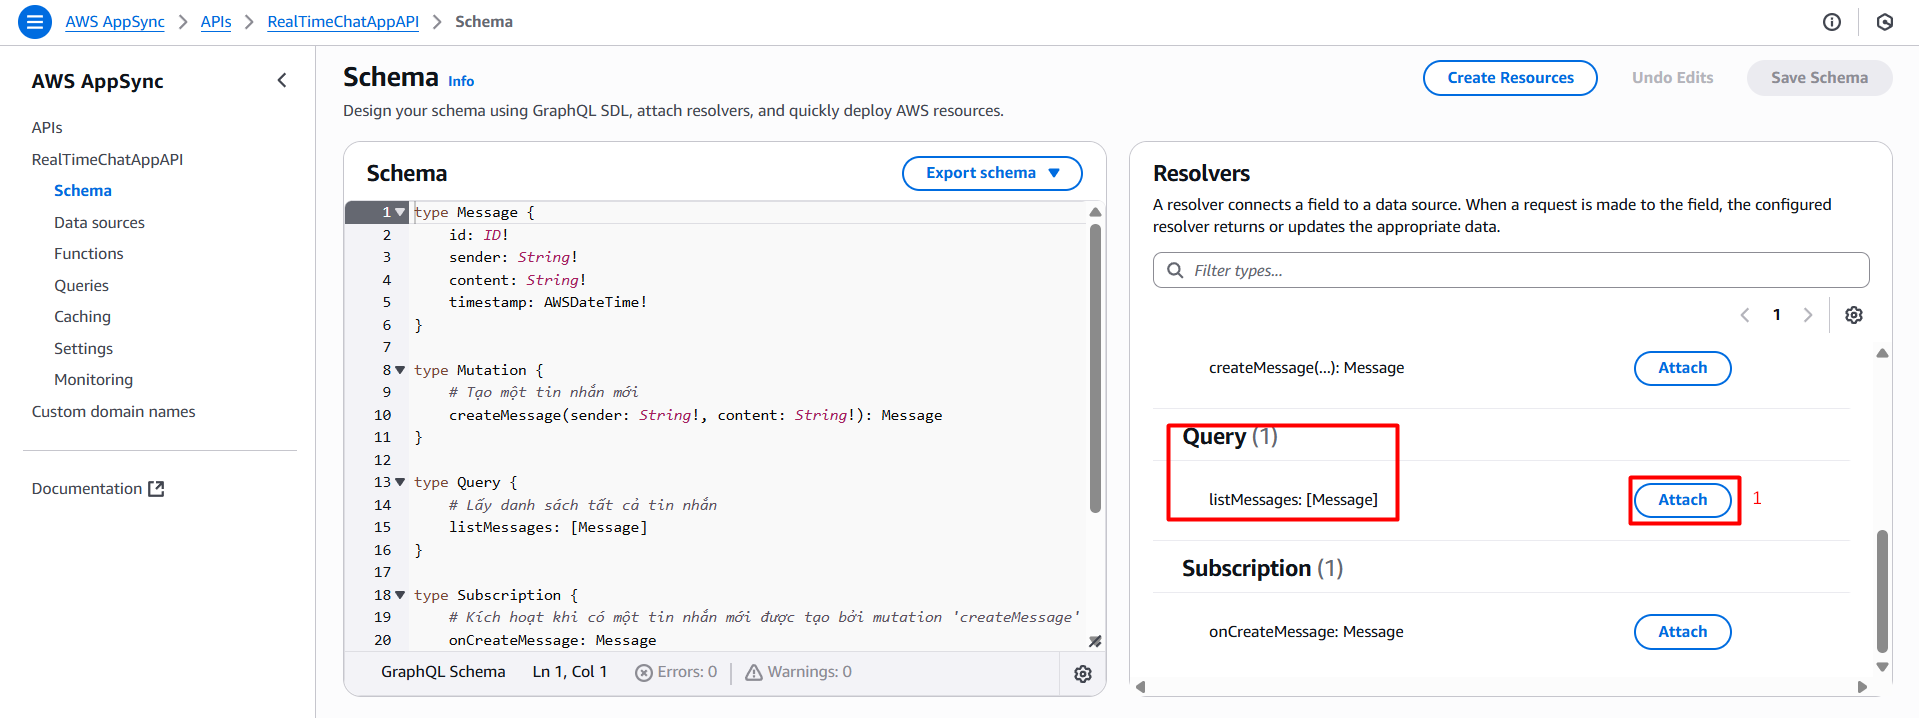 AWS AppSync > APIs > RealTimeChatAppAPI > Schema
AWS AppSync
APIs
RealTimeChatAppAPI
Schema
Data sources
Functions
Queries
Caching
Settings
Monitoring
Custom domain names
Documentation
Schema Info
Design your schema using GraphQL SDL, attach resolvers, and quickly deploy AWS resources.
Create Resources
Undo Edits
Save Schema
Schema
Export schema
1 type Message {
2 id: ID!
3 sender: String!
4 content: String!
5 timestamp: AWSDateTime!
6 }
7
8 type Mutation {
9 # Tạo một tin nhắn mới
10 createMessage(sender: String!, content: String!): Message
11 }
12
13 type Query {
14 # Lấy danh sách tất cả tin nhắn
15 listMessages: [Message]
16 }
17
18 type Subscription {
19 # Kích hoạt khi có một tin nhắn mới được tạo bởi mutation 'createMessage'
20 onCreateMessage: Message
GraphQL Schema Ln 1, Col 1 Errors: 0 Warnings: 0
Resolvers
A resolver connects a field to a data source. When a request is made to the field, the configured
resolver returns or updates the appropriate data.
Filter types...
1
createMessage(...): Message Attach
Query (1)
listMessages: [Message] Attach 1
Subscription (1)
onCreateMessage: Message Attach